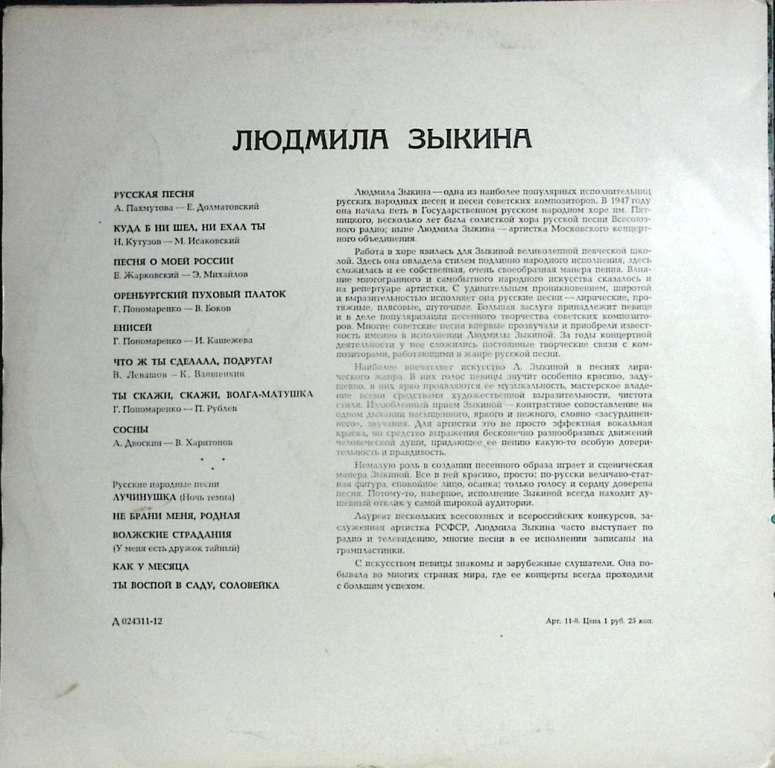 ЛЮДМИЛА ЗЫКИНА
РУССКАЯ ПЕСНЯ
А. Пахмутова — Е. Долматовский
КУДА Б НИ ШЕЛ, НИ ЕХАЛ ТЫ
Н. Кутузов — М. Исаковский
ПЕСНЯ О МОЕЙ РОССИИ
Е. Жарковский — Э. Михайлов
ОРЕНБУРГСКИЙ ПУХОВЫЙ ПЛАТОК
Г. Пономаренко — В. Боков
ЕНИСЕЙ
Г. Пономаренко — И. Кашежева
ЧТО Ж ТЫ СДЕЛАЛА, ПОДРУГА!
В. Левашов — К. Ваншенкин
ТЫ СКАЖИ, СКАЖИ, ВОЛГА-МАТУШКА
Г. Пономаренко — П. Рублев
СОСНЫ
А. Двоскин — В. Харитонов
Русские народные песни
ЛУЧИНУШКА (Ночь темна)
НЕ БРАНИ МЕНЯ, РОДНАЯ
ВОЛЖСКИЕ СТРАДАНИЯ
(У меня есть дружок тайный)
КАК У МЕСЯЦА
ТЫ ВОСПОЙ В САДУ, СОЛОВЕЙКА
Людмила Зыкина — одна из наиболее популярных исполнительниц
русских народных песен и песен советских композиторов. В 1947 году
она начала петь в Государственном русском народном хоре им. Пят-
ницкого, несколько лет была солисткой хора русской песни Всесоюз-
ного радио; ныне Людмила Зыкина — артистка Московского концерт-
ного объединения.
Работа в хоре явилась для Зыкиной великолепной певческой шко-
лой. Здесь она овладела стилем подлинно народного исполнения, здесь
сложилась и ее собственная, очень своеобразная манера пения. Влия-
ние многогранного и самобытного народного искусства сказалось и
на репертуаре артистки. С удивительным проникновением, широтой
и выразительностью исполняет она русские песни — лирические, про-
тяжные, плясовые, шуточные. Большая заслуга принадлежит певице
и в деле популяризации песенного творчества советских композито-
ров. Многие советские песни впервые прозвучали и приобрели извест-
ность именно в исполнении Людмилы Зыкиной. За годы концертной
деятельности у нее сложились постоянные творческие связи с ком-
позиторами, работающими в жанре русской песни.
Наиболее впечатляет искусство Л. Зыкиной в песнях лири-
ческого жанра. В них голос певицы звучит особенно красиво, заду-
шевно, в них ярко проявляются ее музыкальность, мастерское владе-
ние всеми средствами художественной выразительности, чистота
стиля. Излюбленный прием Зыкиной — контрастное сопоставление на
одном дыхании насыщенного, яркого и нежного, словно «засурдинен-
ного», звучания. Для артистки это не просто эффектная вокальная
краска, но средство выражения бесконечно разнообразных движений
человеческой души, придающее ее пению какую-то особую довери-
тельность и правдивость.
Немалую роль в создании песенного образа играет и сценическая
манера Зыкиной. Все в ней красиво, просто; по-русски величаво-стат-
ная фигура, спокойное лицо, осанка; только голосу и сердцу доверена
песня. Потому-то, наверное, исполнение Зыкиной всегда находит ду-
шевный отклик у самой широкой аудитории.
Лауреат нескольких всесоюзных и всероссийских конкурсов, за-
служенная артистка РСФСР, Людмила Зыкина часто выступает по
радио и телевидению, многие песни в ее исполнении записаны на
грампластинки.
С искусством певицы знакомы и зарубежные слушатели. Она по-
бывала во многих странах мира, где ее концерты всегда проходили
с большим успехом.
Д 024311-12
Арт. 11-8. Цена 1 руб. 25 коп.